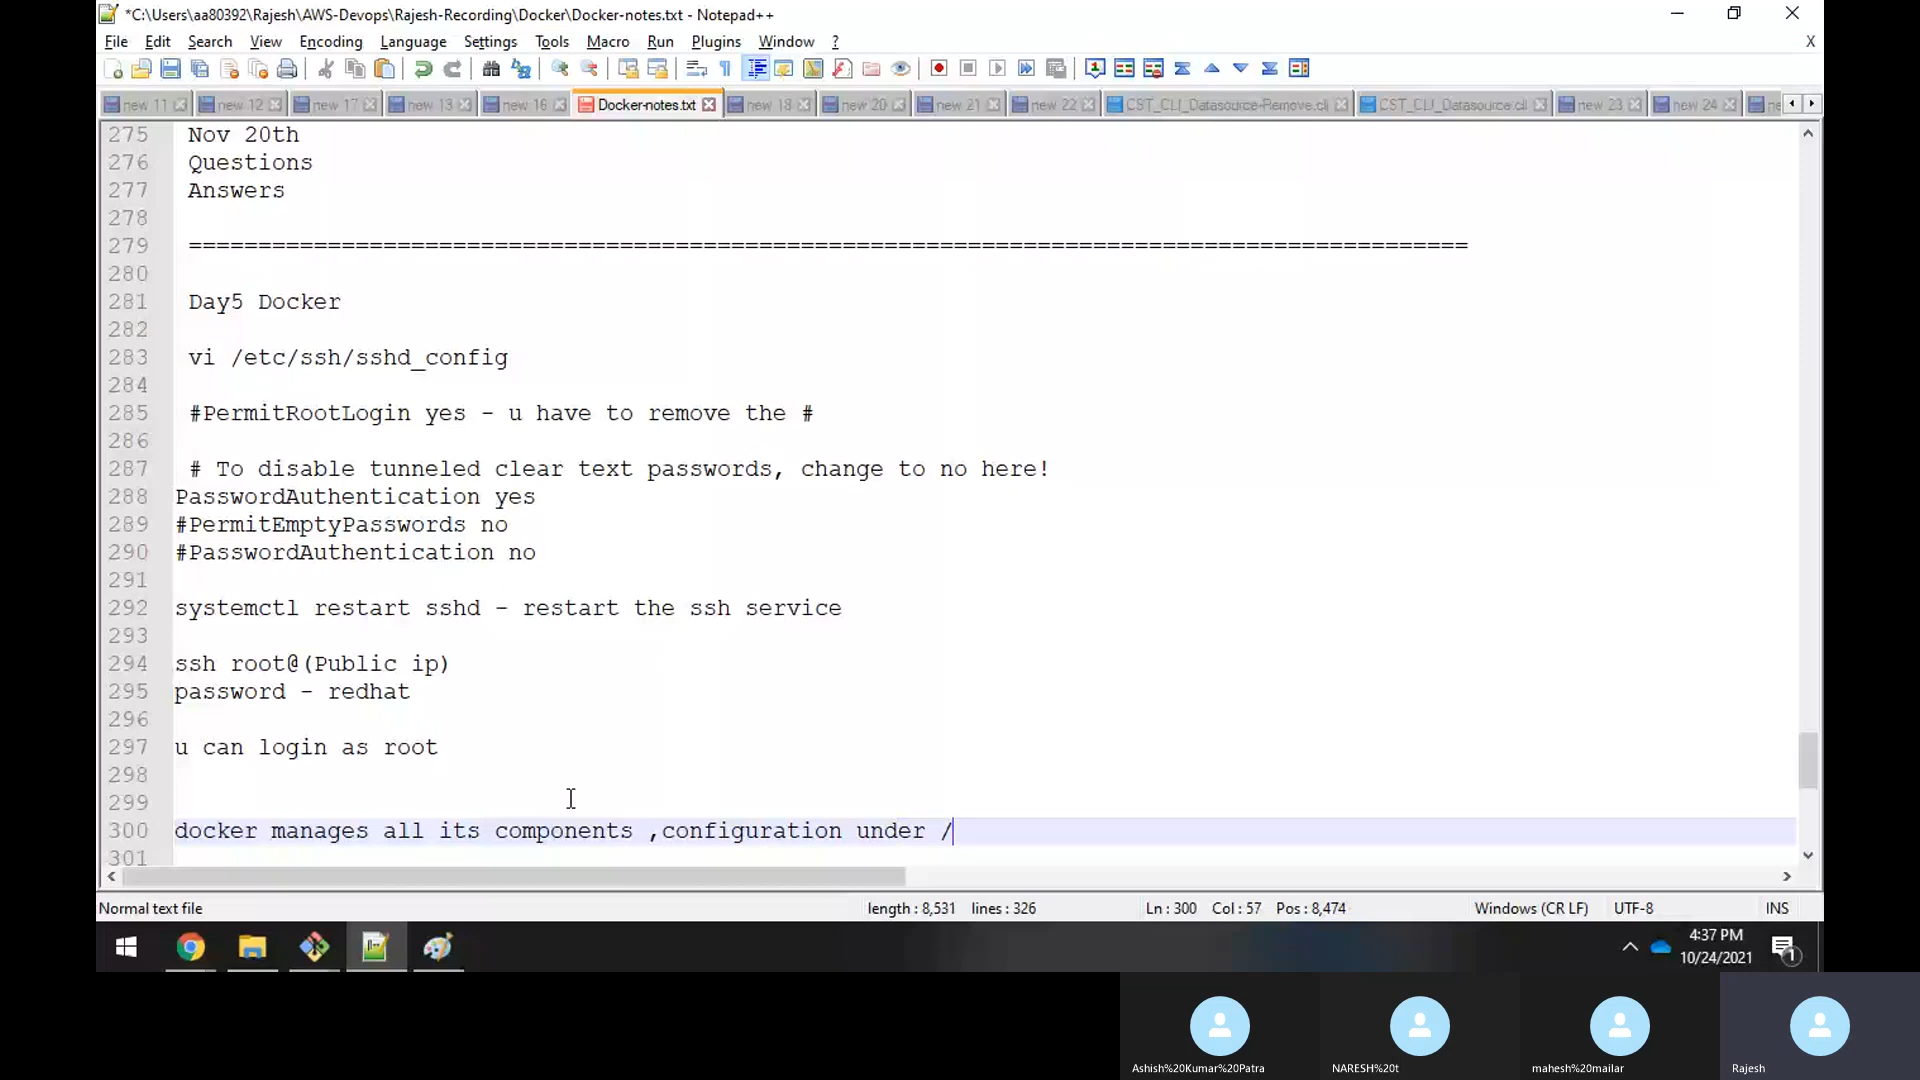 *C:\Users\aa80392\Rajesh\AWS-Devops\Rajesh-Recording\Docker\Docker-notes.txt - Notepad++
File Edit Search View Encoding Language Settings Tools Macro Run Plugins Window ? X
new 11 new 12 new 17 new 13 new 16 Docker-notes.txt new 18 new 20 new 21 new 22 CST_CLI_Datasource-Remove.cli CST_CLI_Datasource.cli new 23 new 24
275 Nov 20th
276 Questions
277 Answers
278
279 ============================================================================================
280
281 Day5 Docker
282
283 vi /etc/ssh/sshd_config
284
285 #PermitRootLogin yes - u have to remove the #
286
287 # To disable tunneled clear text passwords, change to no here!
288 PasswordAuthentication yes
289 #PermitEmptyPasswords no
290 #PasswordAuthentication no
291
292 systemctl restart sshd - restart the ssh service
293
294 ssh root@(Public ip)
295 password - redhat
296
297 u can login as root
298
299
300 docker manages all its components ,configuration under /
301
Normal text file length : 8,531 lines : 326 Ln : 300 Col : 57 Pos : 8,474 Windows (CR LF) UTF-8 INS
4:37 PM
10/24/2021
1
Ashish%20Kumar%20Patra NARESH%20t mahesh%20mailar Rajesh